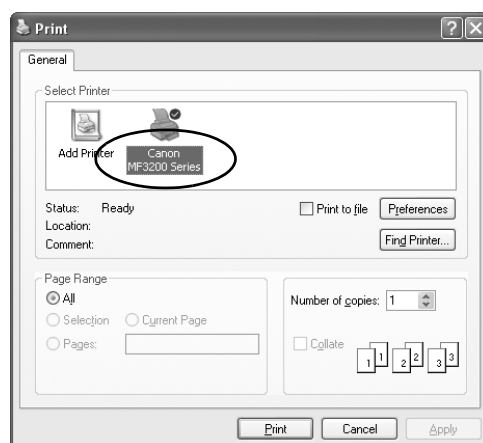 Print
General
Select Printer
Add Printer
Canon
MF3200 Series
Status: Ready
Location:
Comment:
Print to file
Preferences
Find Printer...
Page Range
All
Selection
Current Page
Pages:
Number of copies: 1
Collate
1 1 2 2 3 3
Print
Cancel
Apply